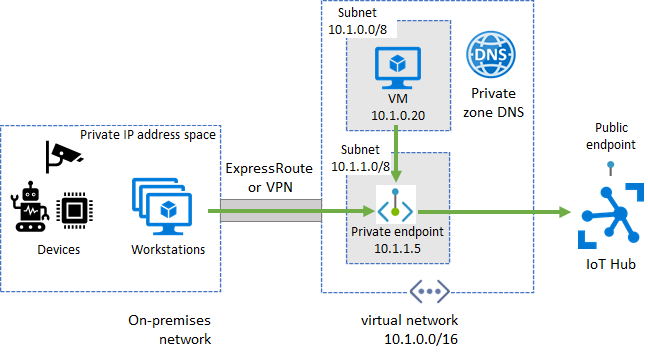 Subnet
10.1.0.0/8
VM
10.1.0.20
DNS
Private
zone DNS
Private IP address space
Devices
Workstations
ExpressRoute
or VPN
Subnet
10.1.1.0/8
Private endpoint
10.1.1.5
Public
endpoint
IoT Hub
On-premises
network
virtual network
10.1.0.0/16